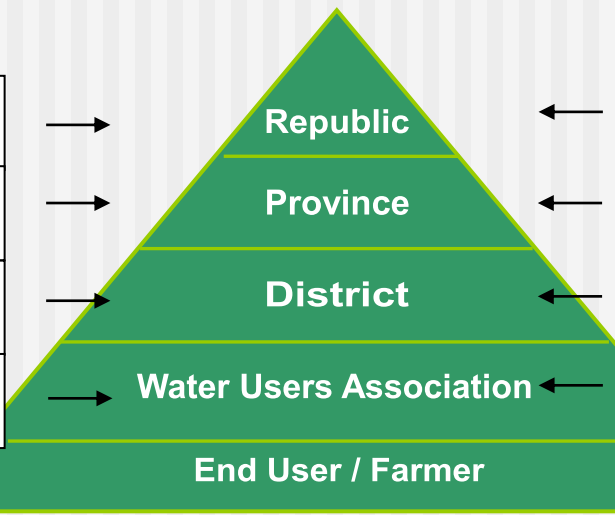 Republic
Province
District
Water Users Association
End User / Farmer